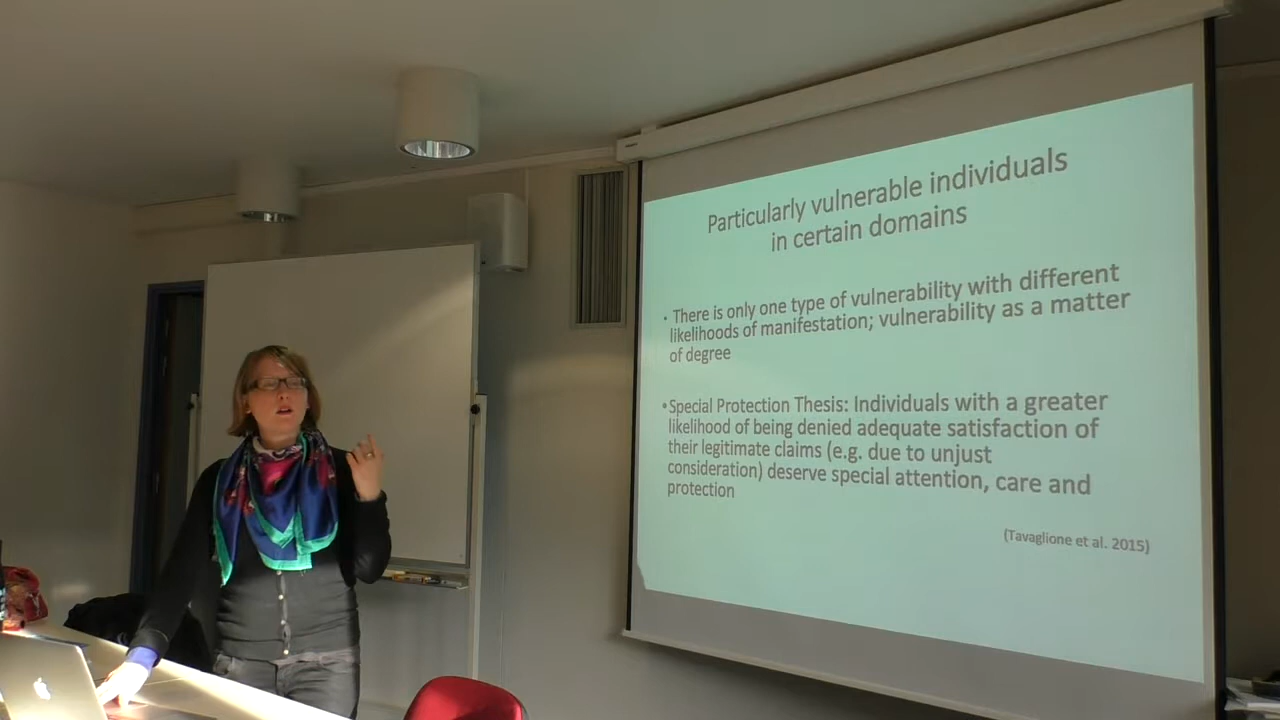 Particularly vulnerable individuals
in certain domains
• There is only one type of vulnerability with different
likelihoods of manifestation; vulnerability as a matter
of degree
• Special Protection Thesis: Individuals with a greater
likelihood of being denied adequate satisfaction of
their legitimate claims (e.g. due to unjust
consideration) deserve special attention, care and
protection
(Tavaglione et al. 2015)